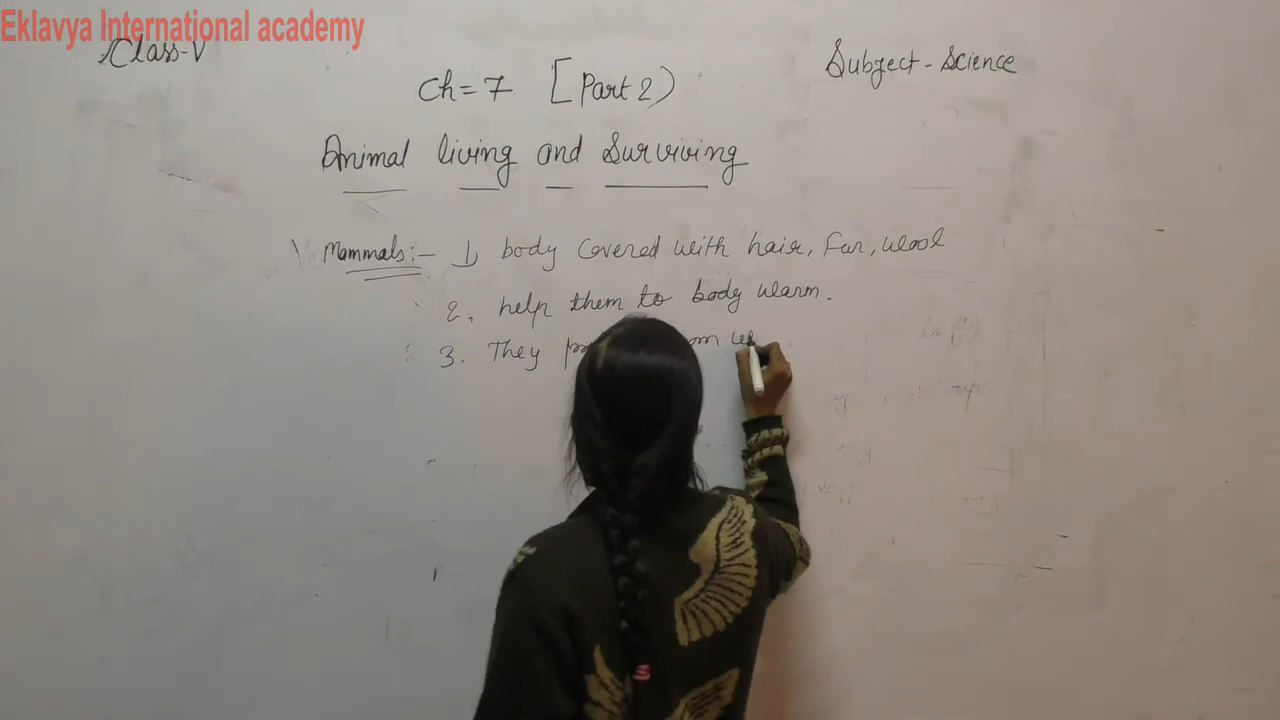 Eklavya International academy
Class-V
Subject - Science
Ch = 7 [Part 2)
Animal living and Surviving
Mammals:- 1) body covered with hair, Fur, wool
2. help them to body warm.
3. They